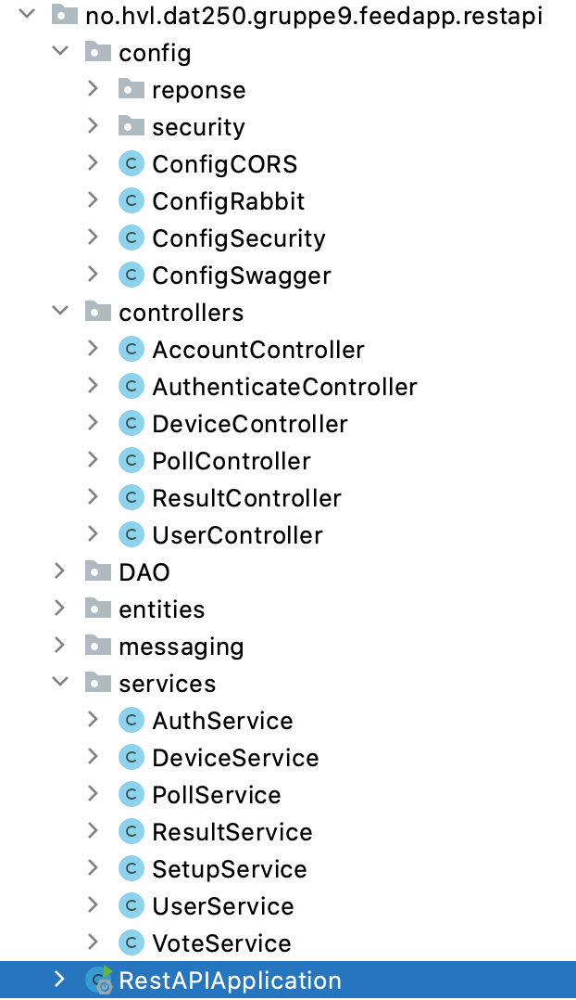 no.hvl.dat250.gruppe9.feedapp.restapi
config
reponse
security
ConfigCORS
ConfigRabbit
ConfigSecurity
ConfigSwagger
controllers
AccountController
AuthenticateController
DeviceController
PollController
ResultController
UserController
DAO
entities
messaging
services
AuthService
DeviceService
PollService
ResultService
SetupService
UserService
VoteService
RestAPIApplication